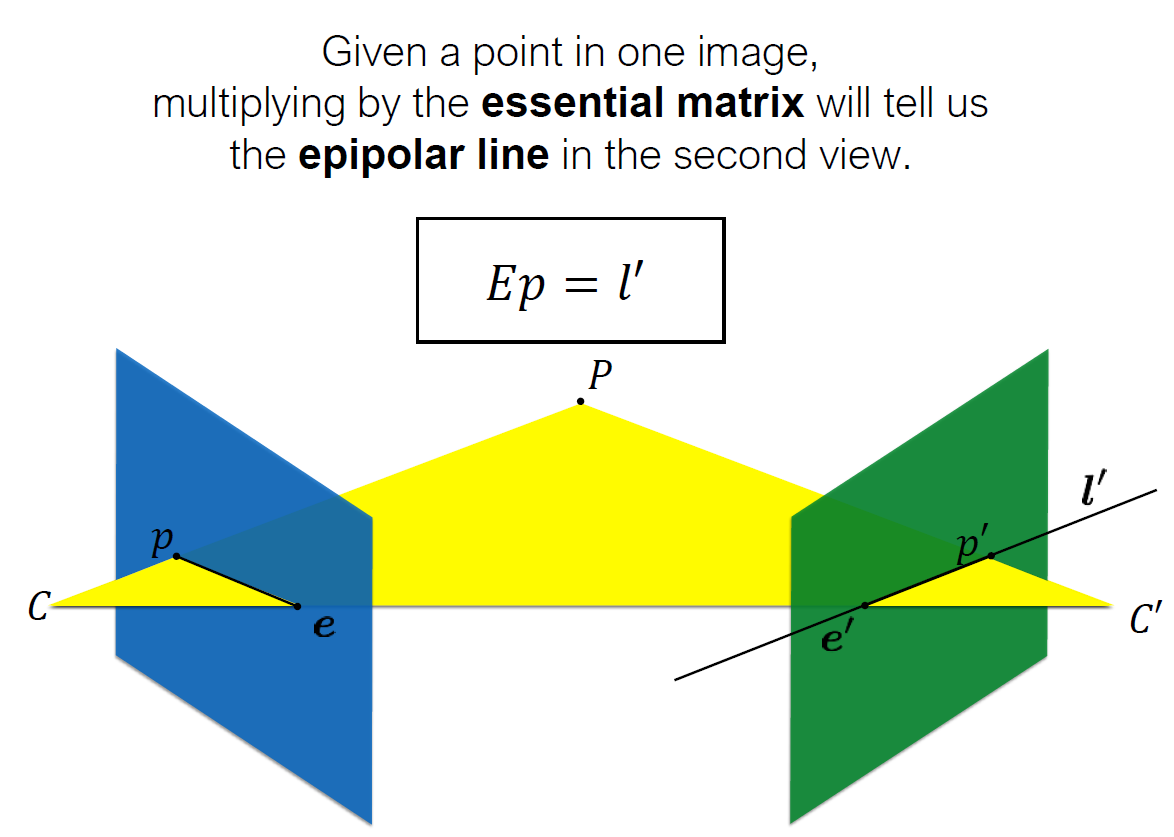 Given a point in one image,
multiplying by the essential matrix will tell us
the epipolar line in the second view.
Ep = l′
P
l′
p
p′
C
e
e′
C′